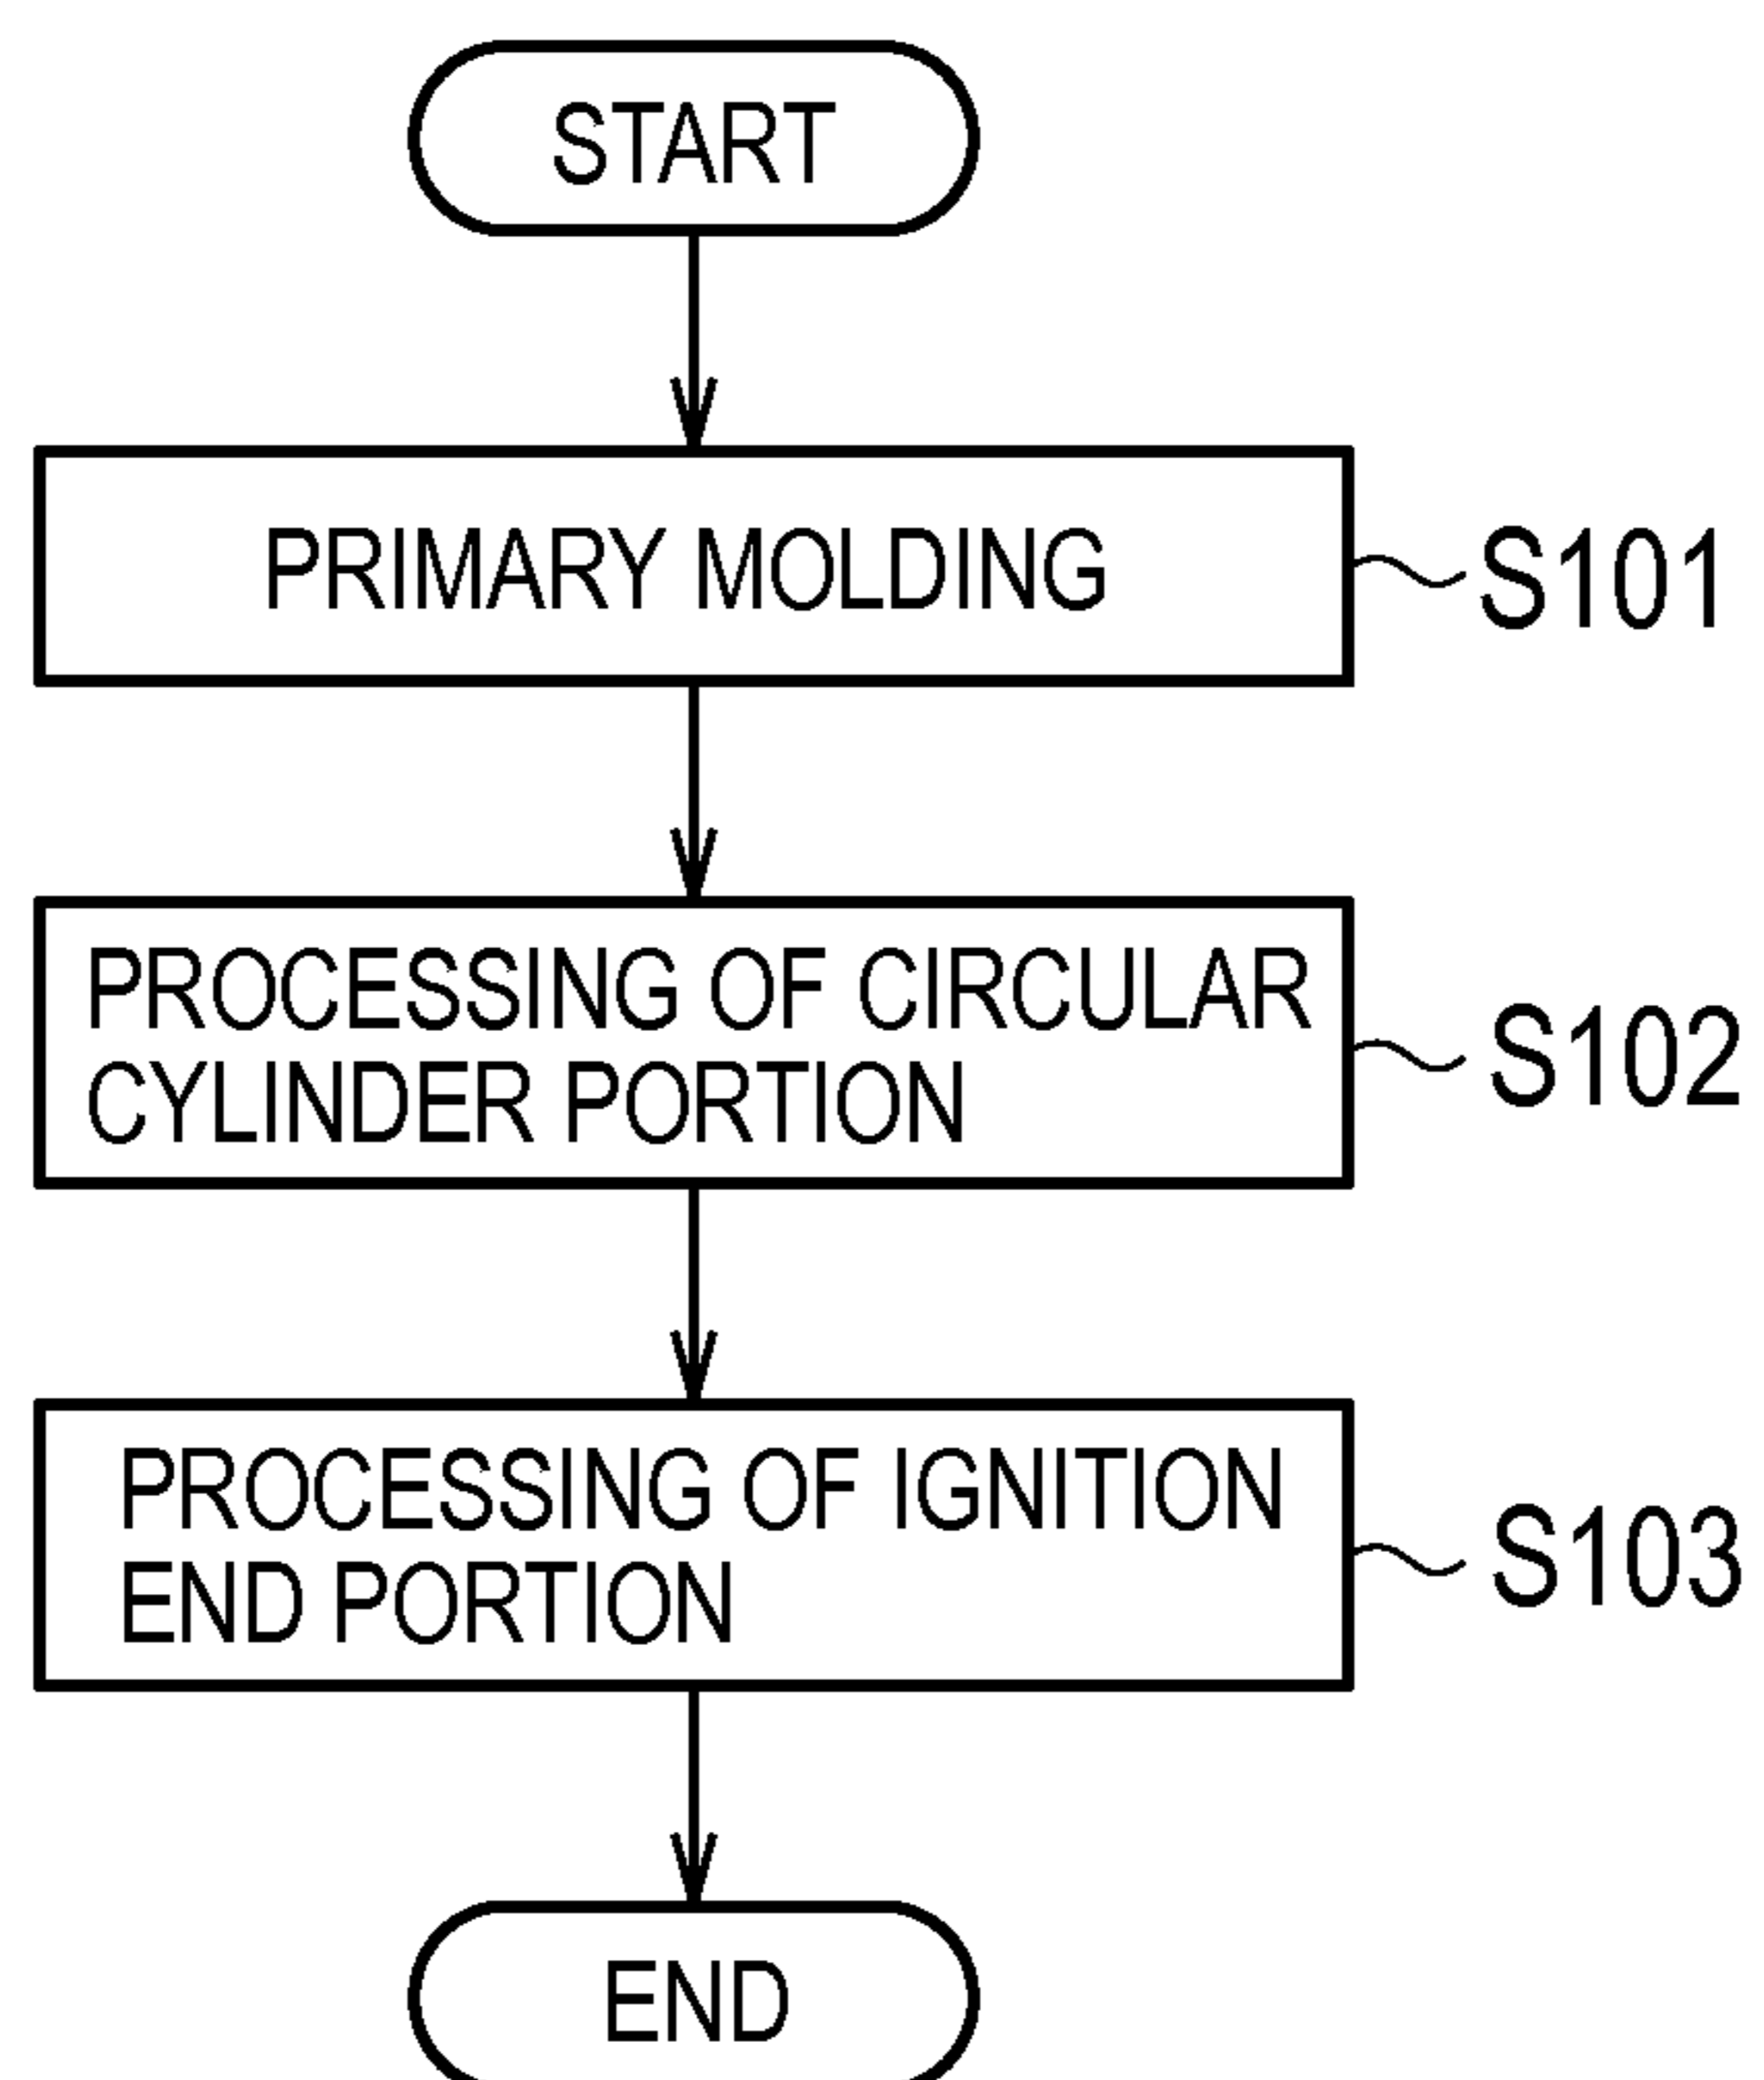 START
PRIMARY MOLDING
S101
PROCESSING OF CIRCULAR
CYLINDER PORTION
S102
PROCESSING OF IGNITION
END PORTION
S103
END